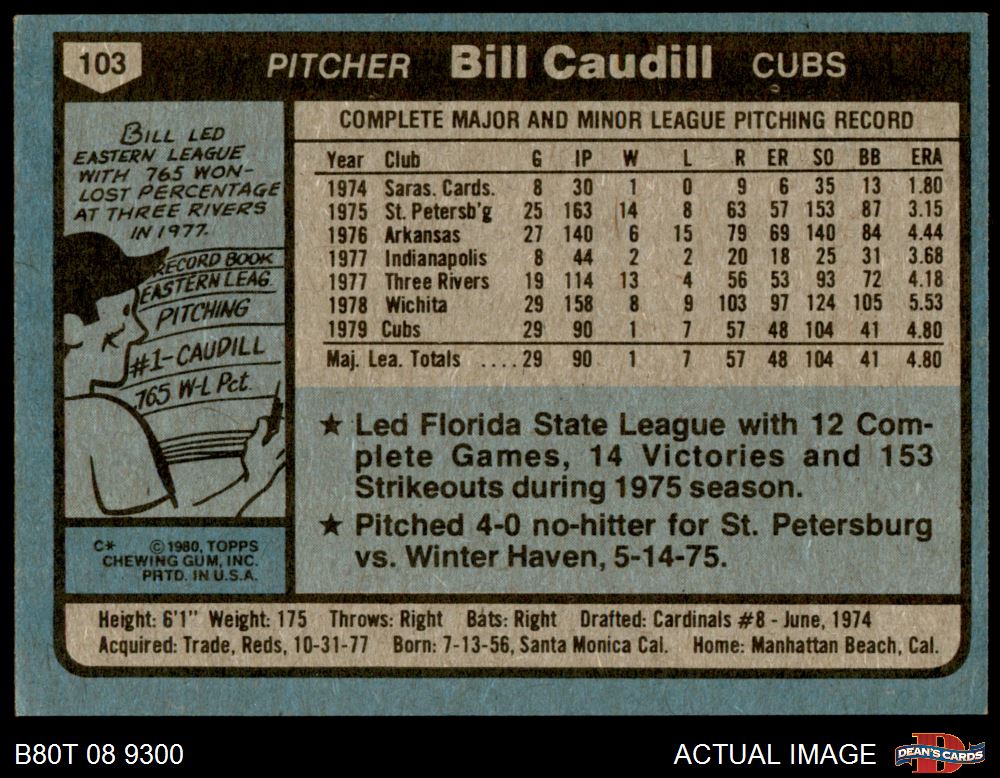 103 PITCHER Bill Caudill CUBS
BILL LED
EASTERN LEAGUE
WITH 765 WON-
LOST PERCENTAGE
AT THREE RIVERS
IN 1977.
RECORD BOOK
EASTERN LEAG.
PITCHING
#1-CAUDILL
765 W-L Pct.
C* © 1980, TOPPS
CHEWING GUM, INC.
PRTD. IN U.S.A.
COMPLETE MAJOR AND MINOR LEAGUE PITCHING RECORD
Year Club G IP W L R ER SO BB ERA
1974 Saras. Cards. 8 30 1 0 9 6 35 13 1.80
1975 St. Petersb'g 25 163 14 8 63 57 153 87 3.15
1976 Arkansas 27 140 6 15 79 69 140 84 4.44
1977 Indianapolis 8 44 2 2 20 18 25 31 3.68
1977 Three Rivers 19 114 13 4 56 53 93 72 4.18
1978 Wichita 29 158 8 9 103 97 124 105 5.53
1979 Cubs 29 90 1 7 57 48 104 41 4.80
Maj. Lea. Totals ....29 90 1 7 57 48 104 41 4.80
★ Led Florida State League with 12 Com-
plete Games, 14 Victories and 153
Strikeouts during 1975 season.
★ Pitched 4-0 no-hitter for St. Petersburg
vs. Winter Haven, 5-14-75.
Height: 6'1" Weight: 175 Throws: Right Bats: Right Drafted: Cardinals #8 - June, 1974
Acquired: Trade, Reds, 10-31-77 Born: 7-13-56, Santa Monica Cal. Home: Manhattan Beach, Cal.
B80T 08 9300 ACTUAL IMAGE D DEAN'S CARDS